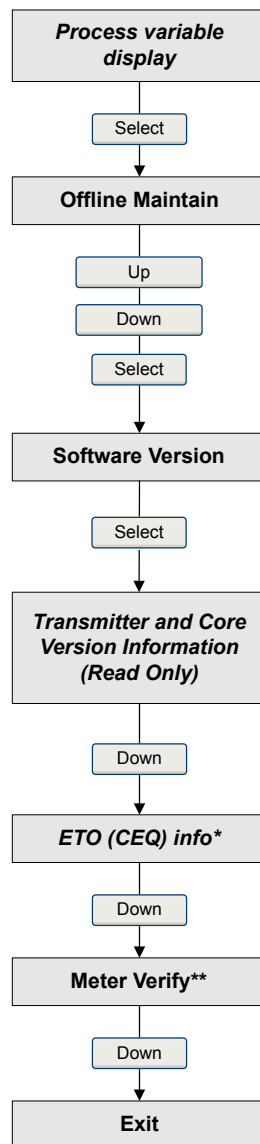 Process variable
display
Select
Offline Maintain
Up
Down
Select
Software Version
Select
Transmitter and Core
Version Information
(Read Only)
Down
ETO (CEQ) info*
Down
Meter Verify**
Down
Exit